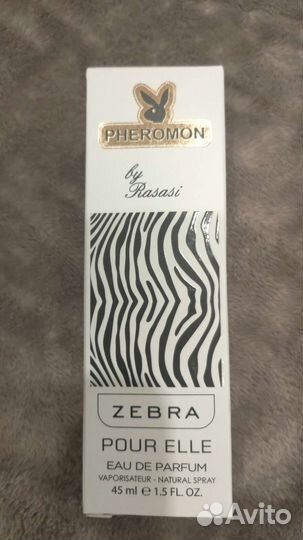 PHEROMON
by
Rasasi
ZEBRA
POUR ELLE
EAU DE PARFUM
VAPORISATEUR - NATURAL SPRAY
45 ml e 1.5 FL. OZ.
Avito